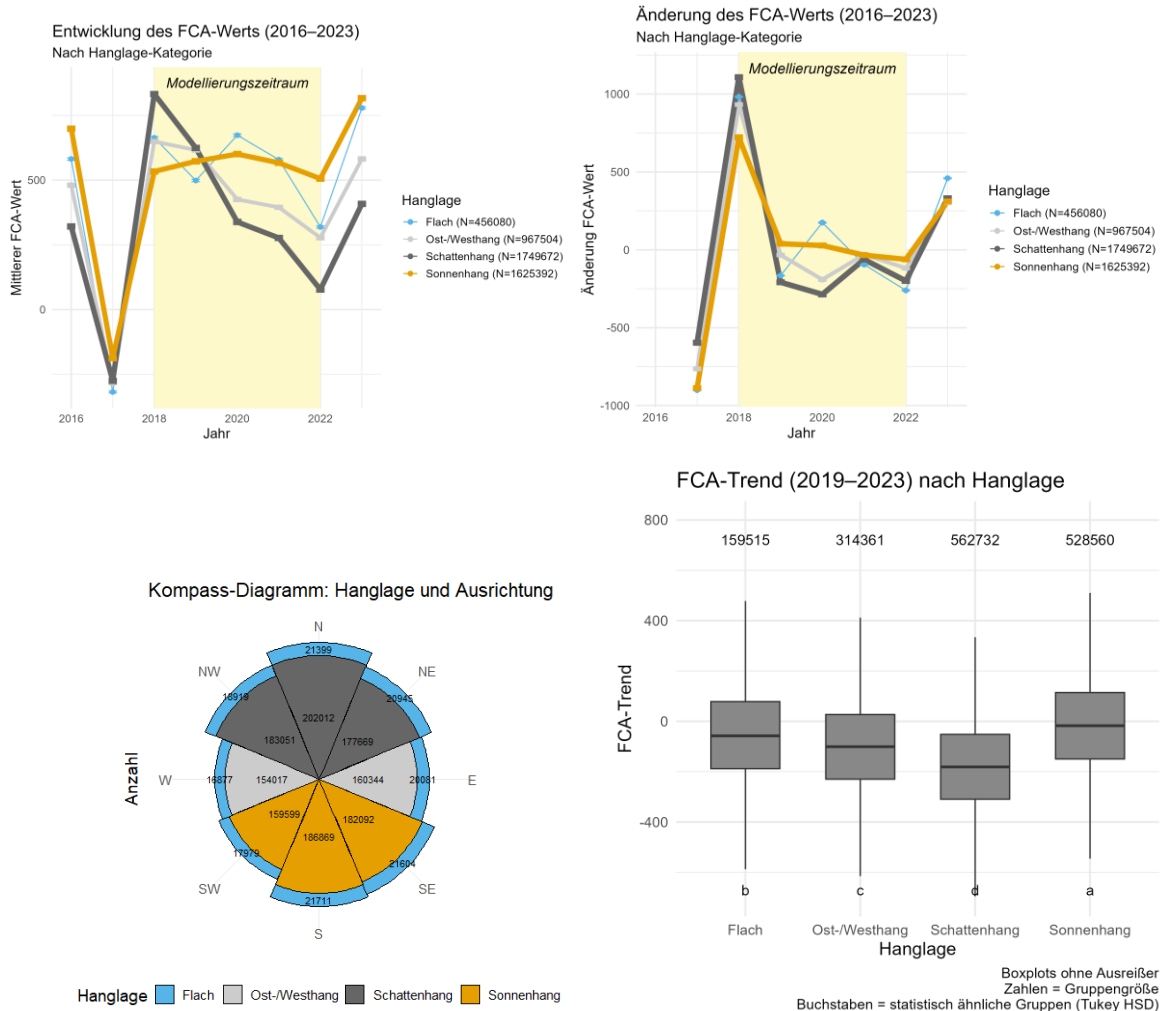 Entwicklung des FCA-Werts (2016–2023)
Nach Hanglage-Kategorie
Modellierungszeitraum
Mittlerer FCA-Wert
500
0
2016
2018
2020
2022
Jahr
Hanglage
Flach (N=456080)
Ost-/Westhang (N=967504)
Schattenhang (N=1749672)
Sonnenhang (N=1625392)
Änderung des FCA-Werts (2016–2023)
Nach Hanglage-Kategorie
Modellierungszeitraum
Änderung FCA-Wert
1000
500
0
-500
-1000
2016
2018
2020
2022
Jahr
Hanglage
Flach (N=456080)
Ost-/Westhang (N=967504)
Schattenhang (N=1749672)
Sonnenhang (N=1625392)
Kompass-Diagramm: Hanglage und Ausrichtung
Anzahl
N
21399
NW
NE
18919
20945
202012
183051
177669
W
16877
154017
160344
20081
E
159599
182092
186869
17979
21604
SW
SE
21711
S
Hanglage
Flach
Ost-/Westhang
Schattenhang
Sonnenhang
FCA-Trend (2019–2023) nach Hanglage
FCA-Trend
800
400
0
-400
159515
314361
562732
528560
b
c
d
a
Flach
Ost-/Westhang
Schattenhang
Sonnenhang
Hanglage
Boxplots ohne Ausreißer
Zahlen = Gruppengröße
Buchstaben = statistisch ähnliche Gruppen (Tukey HSD)